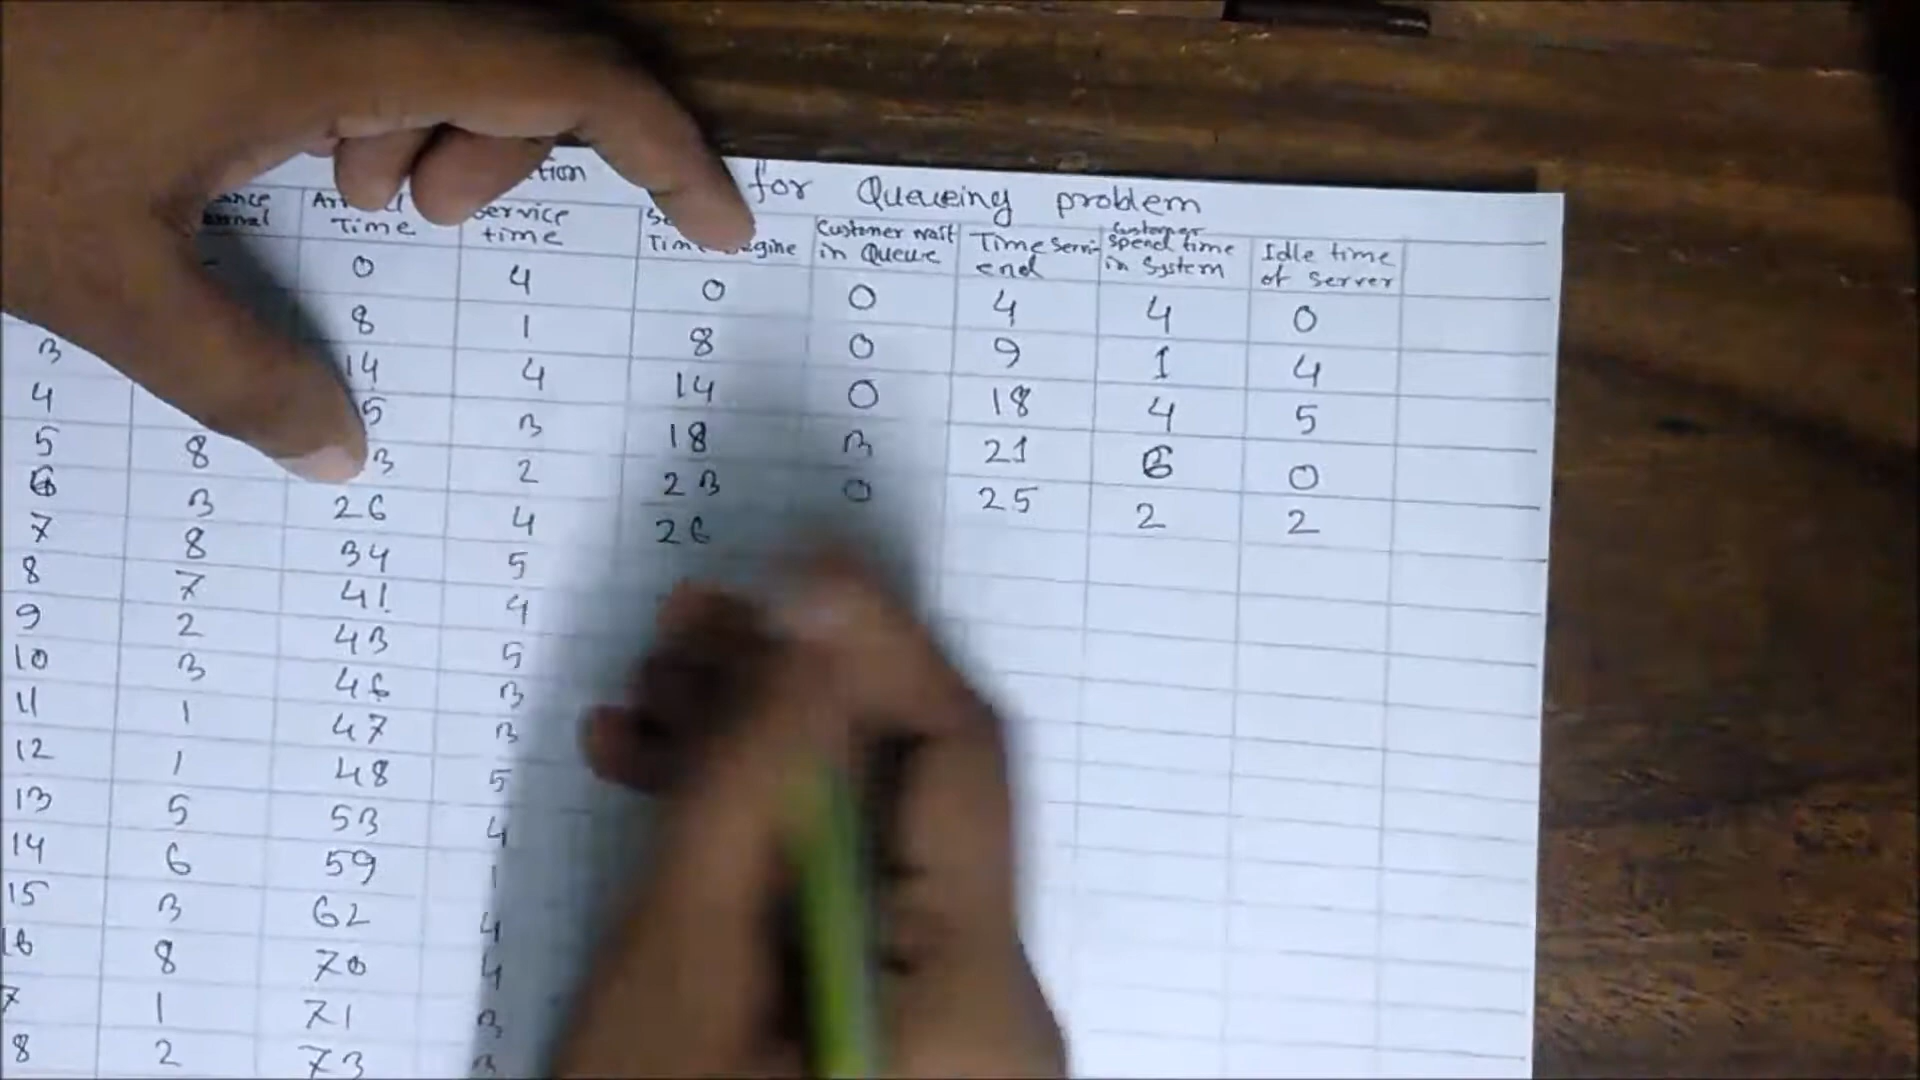 for Queueing problem
Time
Service time
Customer wait in Queue
Time Servi- end
Customer spend time in System
Idle time of server
0 4 0 0 4 4 0
8 1 8 0 9 1 4
3 14 4 14 0 18 4 5
4 3 18 3 21 6 0
5 8 2 23 0 25 2 2
6 3 26 4 26
7 8 34 5
8 7 41 4
9 2 43 5
10 3 46 3
11 1 47 3
12 1 48 5
13 5 53 4
14 6 59 1
15 3 62 4
16 8 70 4
7 1 71 3
8 2 73 3